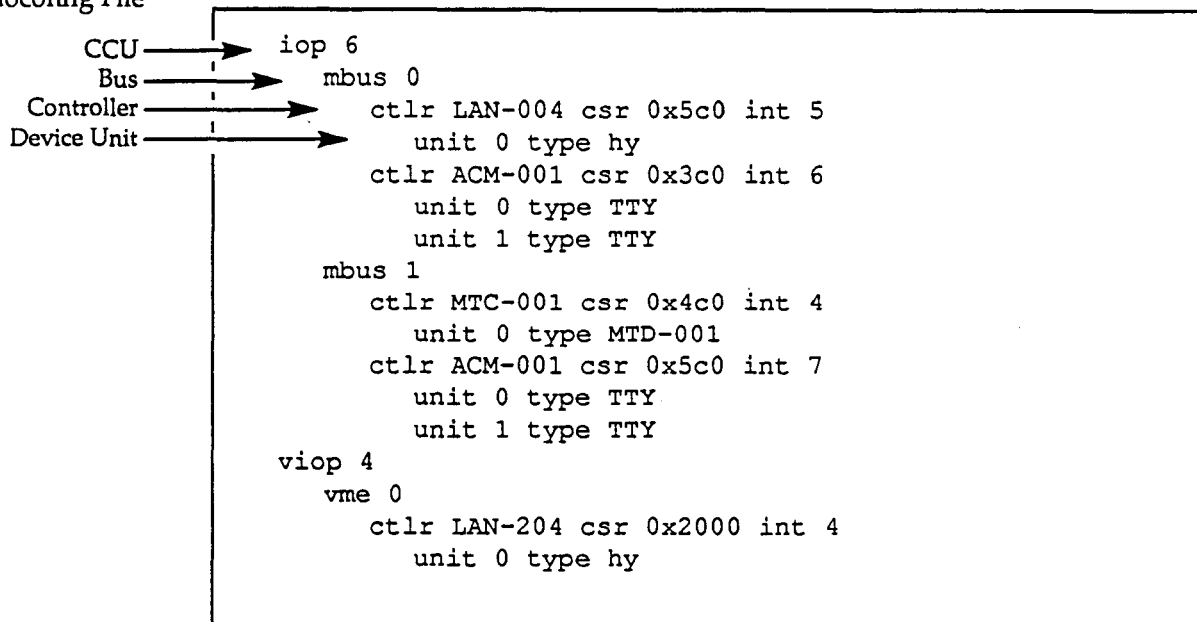 File
CCU iop 6
Bus mbus 0
Controller ctlr LAN-004 csr 0x5c0 int 5
Device Unit unit 0 type hy
ctlr ACM-001 csr 0x3c0 int 6
unit 0 type TTY
unit 1 type TTY
mbus 1
ctlr MTC-001 csr 0x4c0 int 4
unit 0 type MTD-001
ctlr ACM-001 csr 0x5c0 int 7
unit 0 type TTY
unit 1 type TTY
viop 4
vme 0
ctlr LAN-204 csr 0x2000 int 4
unit 0 type hy